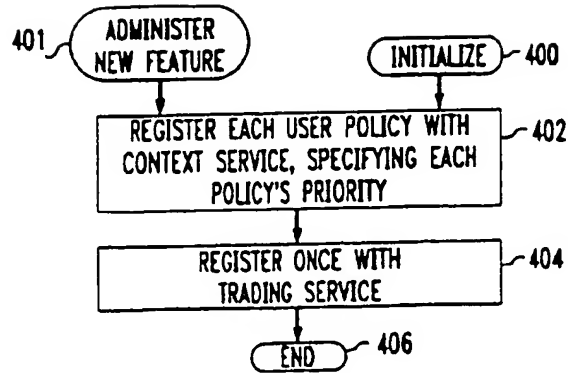 401
ADMINISTER
NEW FEATURE
INITIALIZE
400
REGISTER EACH USER POLICY WITH
CONTEXT SERVICE, SPECIFYING EACH
POLICY'S PRIORITY
402
REGISTER ONCE WITH
TRADING SERVICE
404
END
406